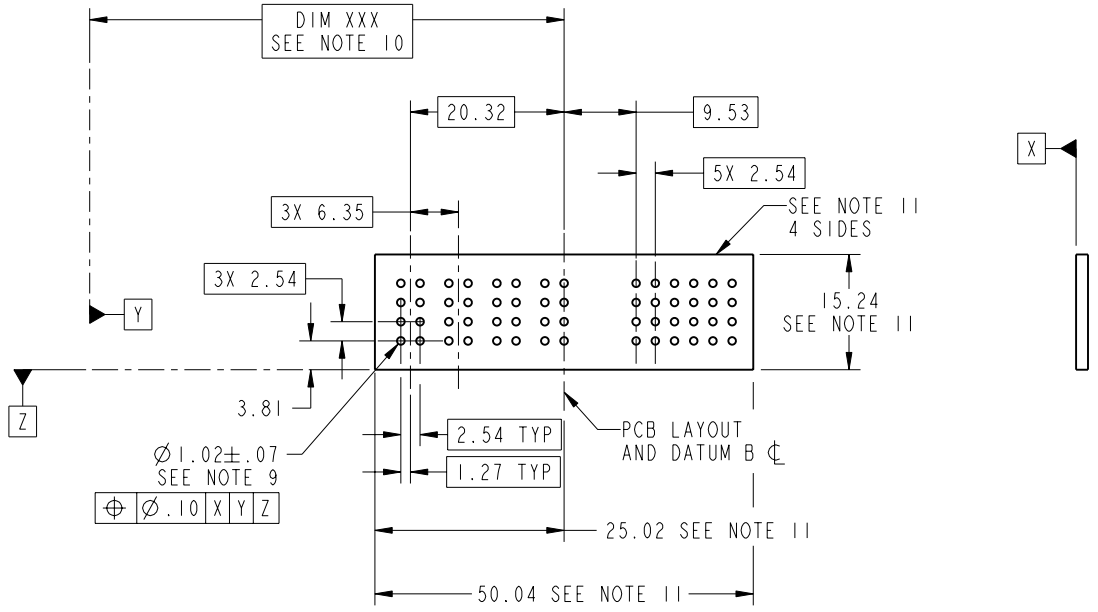 DIM XXX
SEE NOTE 10
20.32
9.53
X
5X 2.54
3X 6.35
SEE NOTE 11
4 SIDES
3X 2.54
Y
15.24
SEE NOTE 11
Z
3.81
2.54 TYP
PCB LAYOUT
AND DATUM B ℄
Ø1.02±.07
SEE NOTE 9
1.27 TYP
⌖ Ø.10 X Y Z
25.02 SEE NOTE 11
50.04 SEE NOTE 11